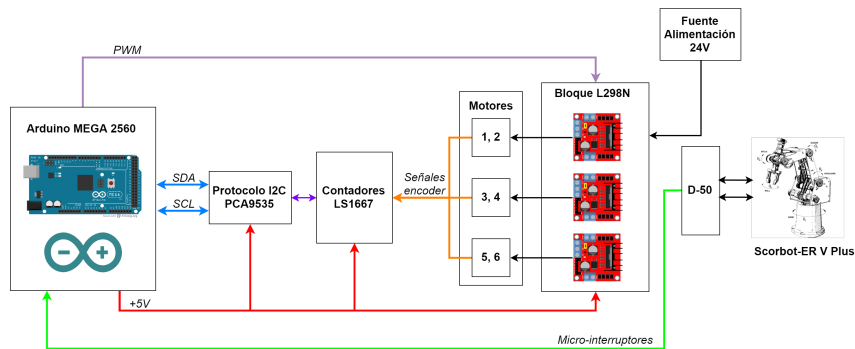 Fuente
Alimentación
24V
PWM
Bloque L298N
Motores
Arduino MEGA 2560
1, 2
D-50
SDA
Señales
encoder
Protocolo I2C
PCA9535
Contadores
LS1667
3, 4
SCL
Scorbot-ER V Plus
5, 6
+5V
Micro-interruptores